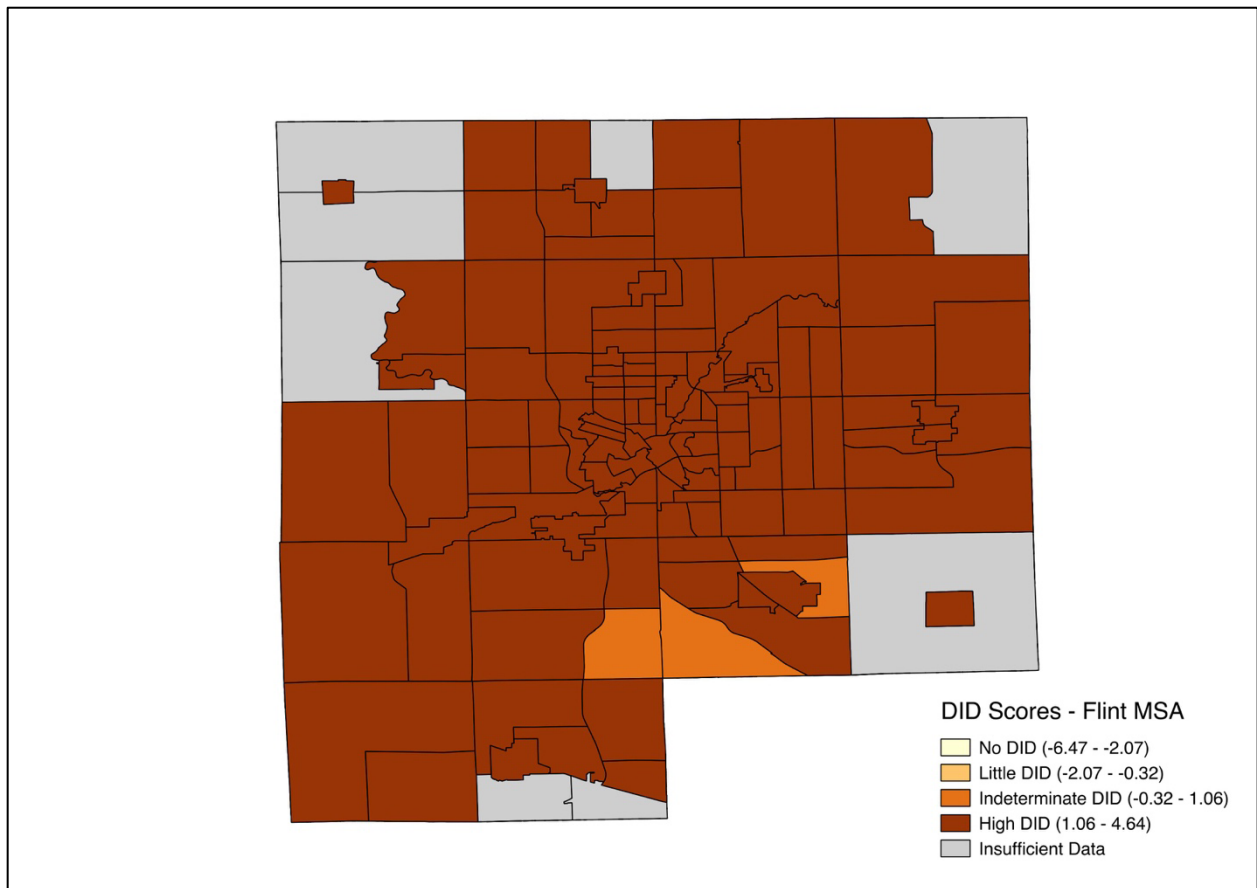 DID Scores - Flint MSA
No DID (-6.47 - -2.07)
Little DID (-2.07 - -0.32)
Indeterminate DID (-0.32 - 1.06)
High DID (1.06 - 4.64)
Insufficient Data